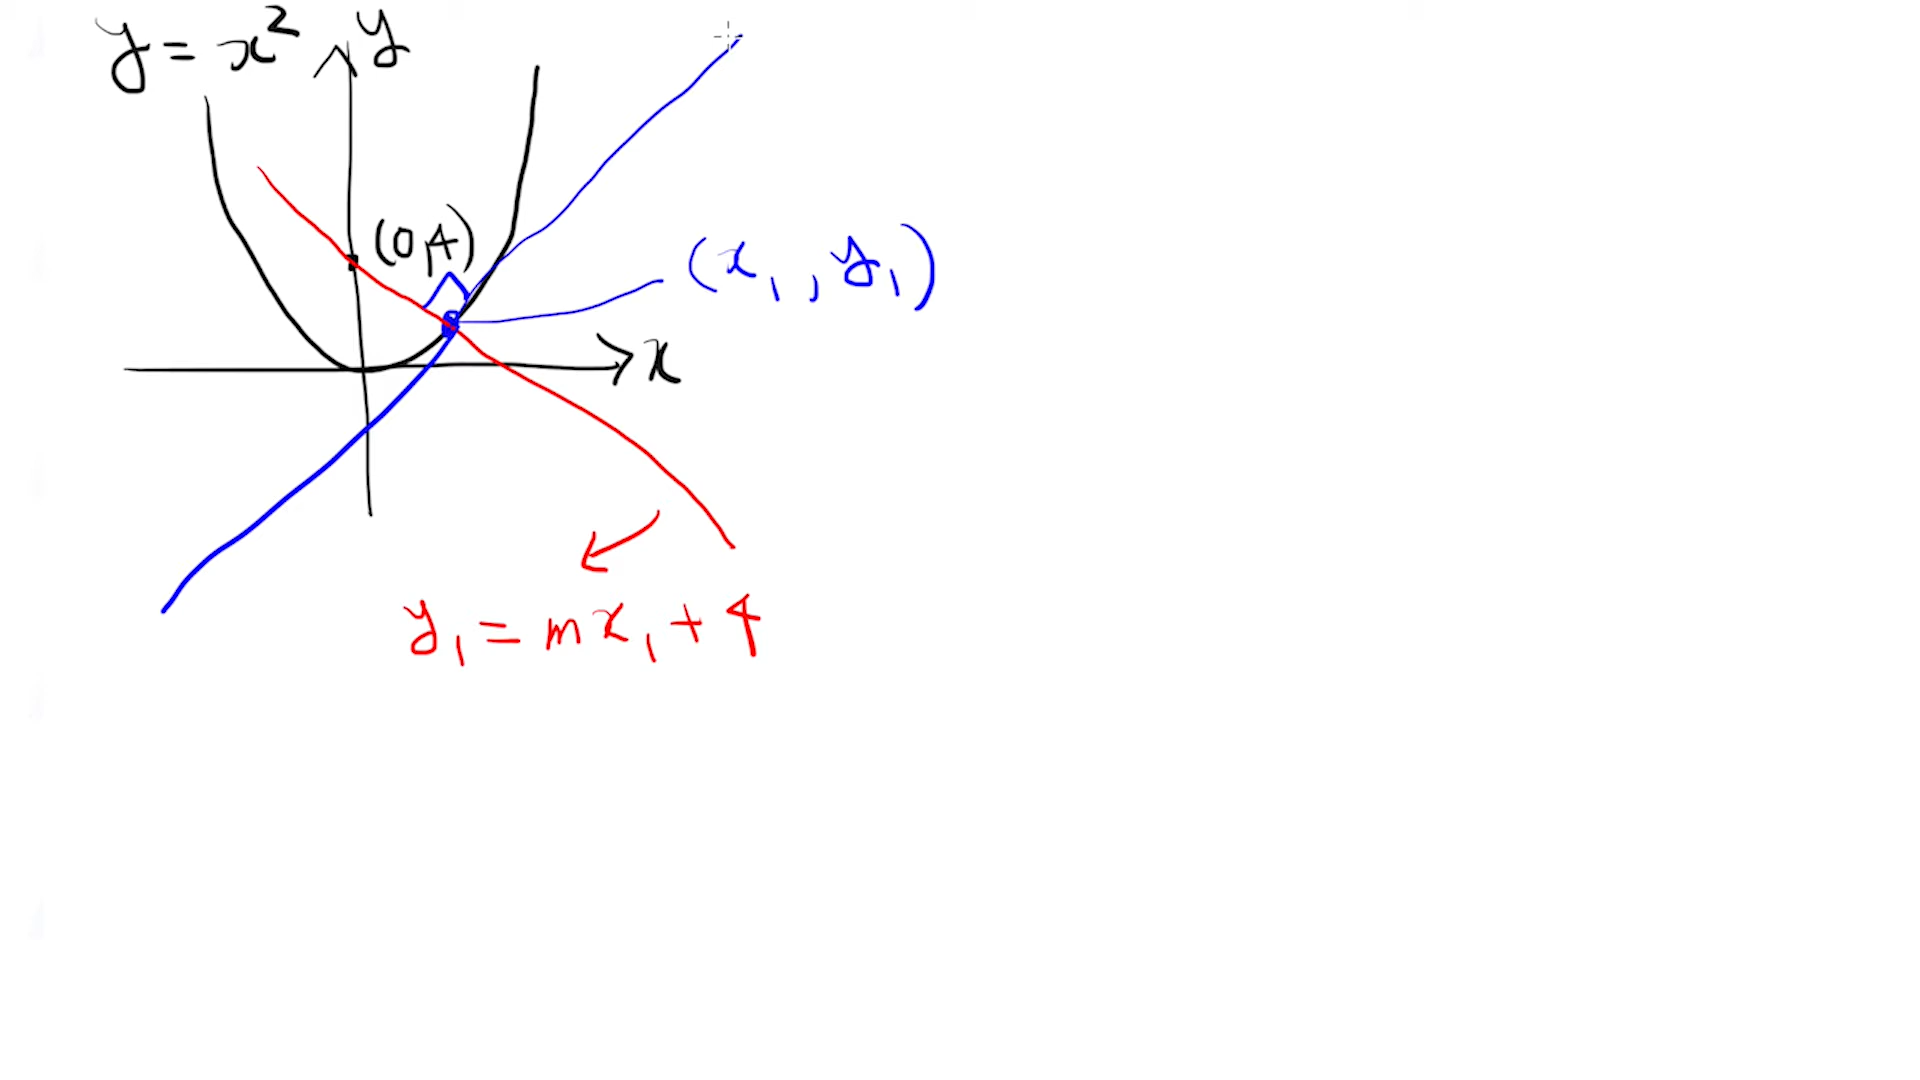 y = x²
y
(0,4)
(x₁, y₁)
x
y₁ = mx₁ + 4